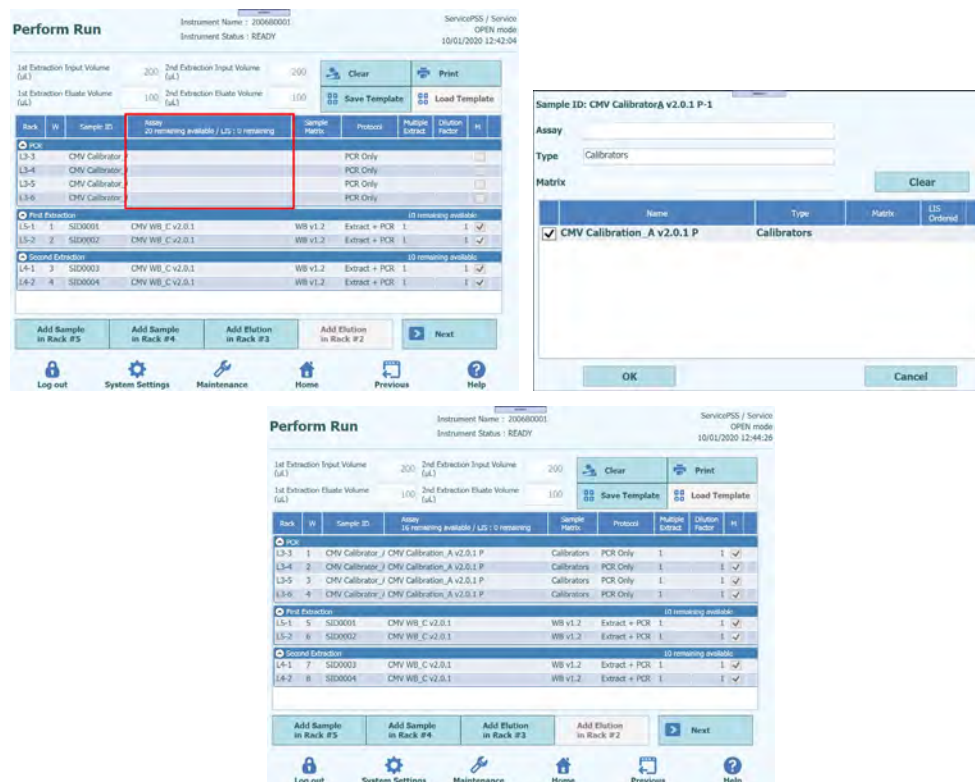 Perform Run
Instrument Name : 200680001
Instrument Status : READY
ServicePSS / Service
OPEN mode
10/01/2020 12:42:04
1st Extraction Input Volume (uL) 200 2nd Extraction Input Volume (uL) 200 Clear Print
1st Extraction Eluate Volume (uL) 100 2nd Extraction Eluate Volume (uL) 100 Save Template Load Template
Rack W Sample ID Assay 20 remaining available / LIS : 0 remaining Sample Matrix Protocol Multiple Extract Dilution Factor M
PCR
L3-3 CMV Calibrator_ PCR Only
L3-4 CMV Calibrator_ PCR Only
L3-5 CMV Calibrator_ PCR Only
L3-6 CMV Calibrator_ PCR Only
First Extraction 10 remaining available
L5-1 1 SID0001 CMV WB_C v2.0.1 WB v1.2 Extract + PCR 1 1
L5-2 2 SID0002 CMV WB_C v2.0.1 WB v1.2 Extract + PCR 1 1
Second Extraction 10 remaining available
L4-1 3 SID0003 CMV WB_C v2.0.1 WB v1.2 Extract + PCR 1 1
L4-2 4 SID0004 CMV WB_C v2.0.1 WB v1.2 Extract + PCR 1 1
Add Sample in Rack #5 Add Sample in Rack #4 Add Elution in Rack #3 Add Elution in Rack #2 Next
Log out System Settings Maintenance Home Previous Help
Sample ID: CMV CalibratorA v2.0.1 P-1
Assay
Type Calibrators
Matrix Clear
Name Type Matrix LIS Ordered
CMV Calibration_A v2.0.1 P Calibrators
OK Cancel
Perform Run
Instrument Name : 200680001
Instrument Status : READY
ServicePSS / Service
OPEN mode
10/01/2020 12:44:26
1st Extraction Input Volume (uL) 200 2nd Extraction Input Volume (uL) 200 Clear Print
1st Extraction Eluate Volume (uL) 100 2nd Extraction Eluate Volume (uL) 100 Save Template Load Template
Rack W Sample ID Assay 16 remaining available / LIS : 0 remaining Sample Matrix Protocol Multiple Extract Dilution Factor M
PCR
L3-3 1 CMV Calibrator_ CMV Calibration_A v2.0.1 P Calibrators PCR Only 1 1
L3-4 2 CMV Calibrator_ CMV Calibration_A v2.0.1 P Calibrators PCR Only 1 1
L3-5 3 CMV Calibrator_ CMV Calibration_A v2.0.1 P Calibrators PCR Only 1 1
L3-6 4 CMV Calibrator_ CMV Calibration_A v2.0.1 P Calibrators PCR Only 1 1
First Extraction 10 remaining available
L5-1 5 SID0001 CMV WB_C v2.0.1 WB v1.2 Extract + PCR 1 1
L5-2 6 SID0002 CMV WB_C v2.0.1 WB v1.2 Extract + PCR 1 1
Second Extraction 10 remaining available
L4-1 7 SID0003 CMV WB_C v2.0.1 WB v1.2 Extract + PCR 1 1
L4-2 8 SID0004 CMV WB_C v2.0.1 WB v1.2 Extract + PCR 1 1
Add Sample in Rack #5 Add Sample in Rack #4 Add Elution in Rack #3 Add Elution in Rack #2 Next
Log out System Settings Maintenance Home Previous Help